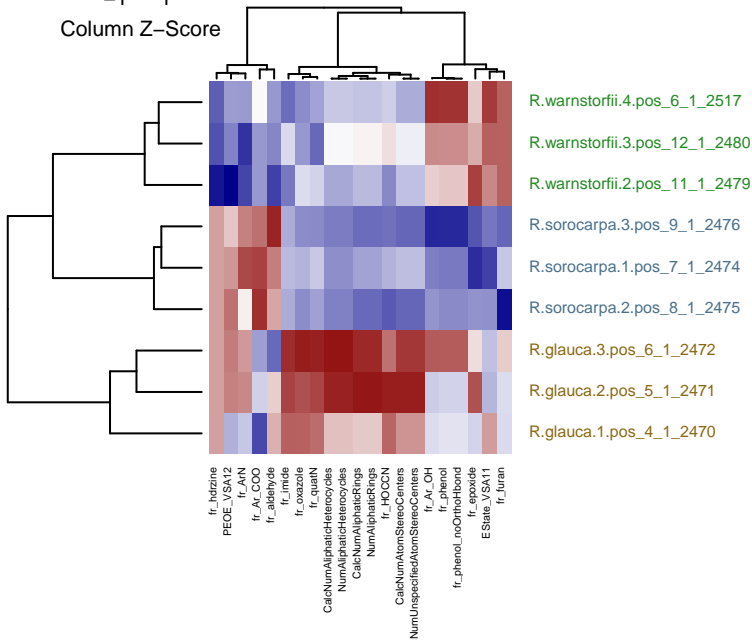 Column Z−Score
R.warnstorfii.4.pos_6_1_2517
R.warnstorfii.3.pos_12_1_2480
R.warnstorfii.2.pos_11_1_2479
R.sorocarpa.3.pos_9_1_2476
R.sorocarpa.1.pos_7_1_2474
R.sorocarpa.2.pos_8_1_2475
R.glauca.3.pos_6_1_2472
R.glauca.2.pos_5_1_2471
R.glauca.1.pos_4_1_2470
fr_hdrzine
PEOE_VSA12
fr_ArN
fr_Ar_COO
fr_aldehyde
fr_imide
fr_oxazole
fr_quatN
CalcNumAliphaticHeterocycles
NumAliphaticHeterocycles
CalcNumAliphaticRings
NumAliphaticRings
fr_HOCCN
CalcNumAtomStereoCenters
NumUnspecifiedAtomStereoCenters
fr_Ar_OH
fr_phenol
fr_phenol_noOrthoHbond
fr_epoxide
EState_VSA11
fr_furan